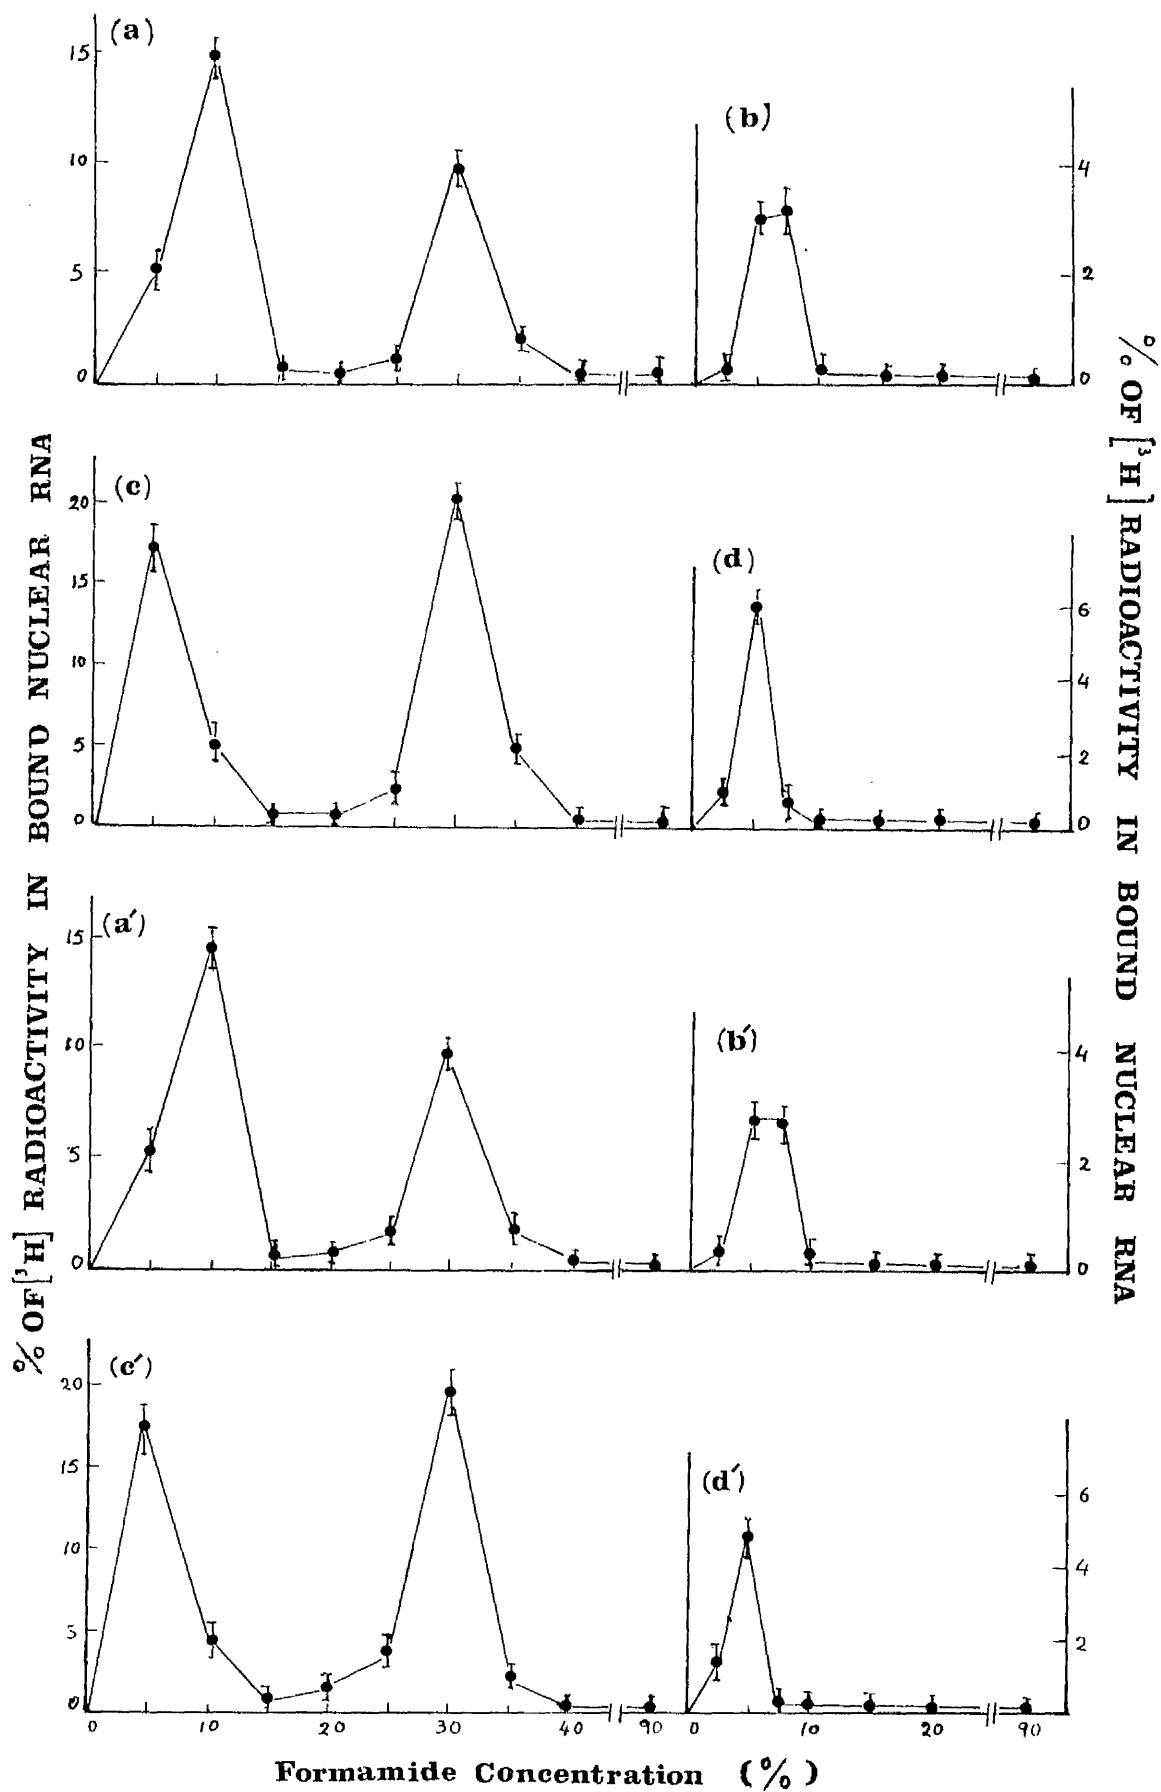 (a)
15
10
5
0
(b)
4
2
0
(c)
20
15
10
5
0
(d)
6
4
2
0
(a′)
15
10
5
0
(b′)
4
2
0
(c′)
20
15
10
5
0
(d′)
6
4
2
0 10 20 30 40 90
0 10 20 90
Formamide Concentration (%)
% OF [³H] RADIOACTIVITY IN BOUND NUCLEAR RNA
% OF [³H] RADIOACTIVITY IN BOUND NUCLEAR RNA